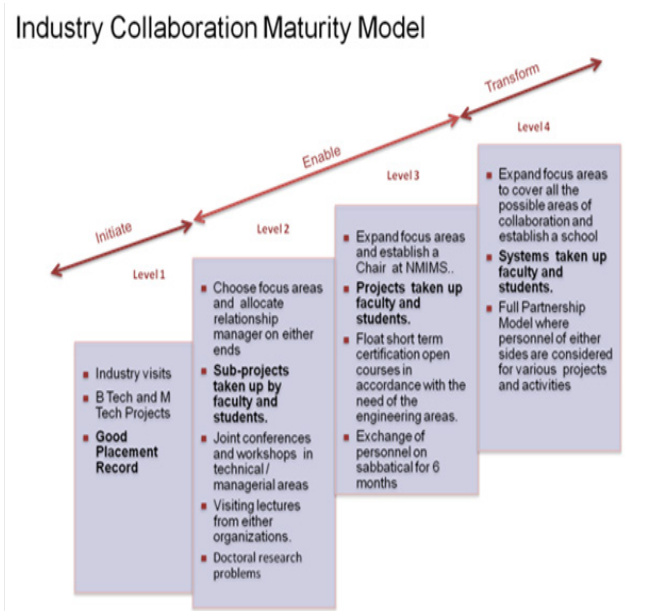 Industry Collaboration Maturity Model
Initiate
Enable
Transform
Level 1
Level 2
Level 3
Level 4
▪ Industry visits
▪ B Tech and M
Tech Projects
▪ Good
Placement
Record
▪ Choose focus areas
and allocate
relationship
manager on either
ends
▪ Sub-projects
taken up by
faculty and
students.
▪ Joint conferences
and workshops in
technical/
managerial areas
▪ Visiting lectures
from either
organizations.
▪ Doctoral research
problems
▪ Expand focus areas
and establish a
Chair at NMIMS..
▪ Projects taken up
faculty and
students.
▪ Float short term
certification open
courses in
accordance with the
need of the
engineering areas.
▪ Exchange of
personnel on
sabbatical for 6
months
▪ Expand focus areas
to cover all the
possible areas of
collaboration and
establish a school
▪ Systems taken up
faculty and
students.
▪ Full Partnership
Model where
personnel of either
sides are considered
for various projects
and activities